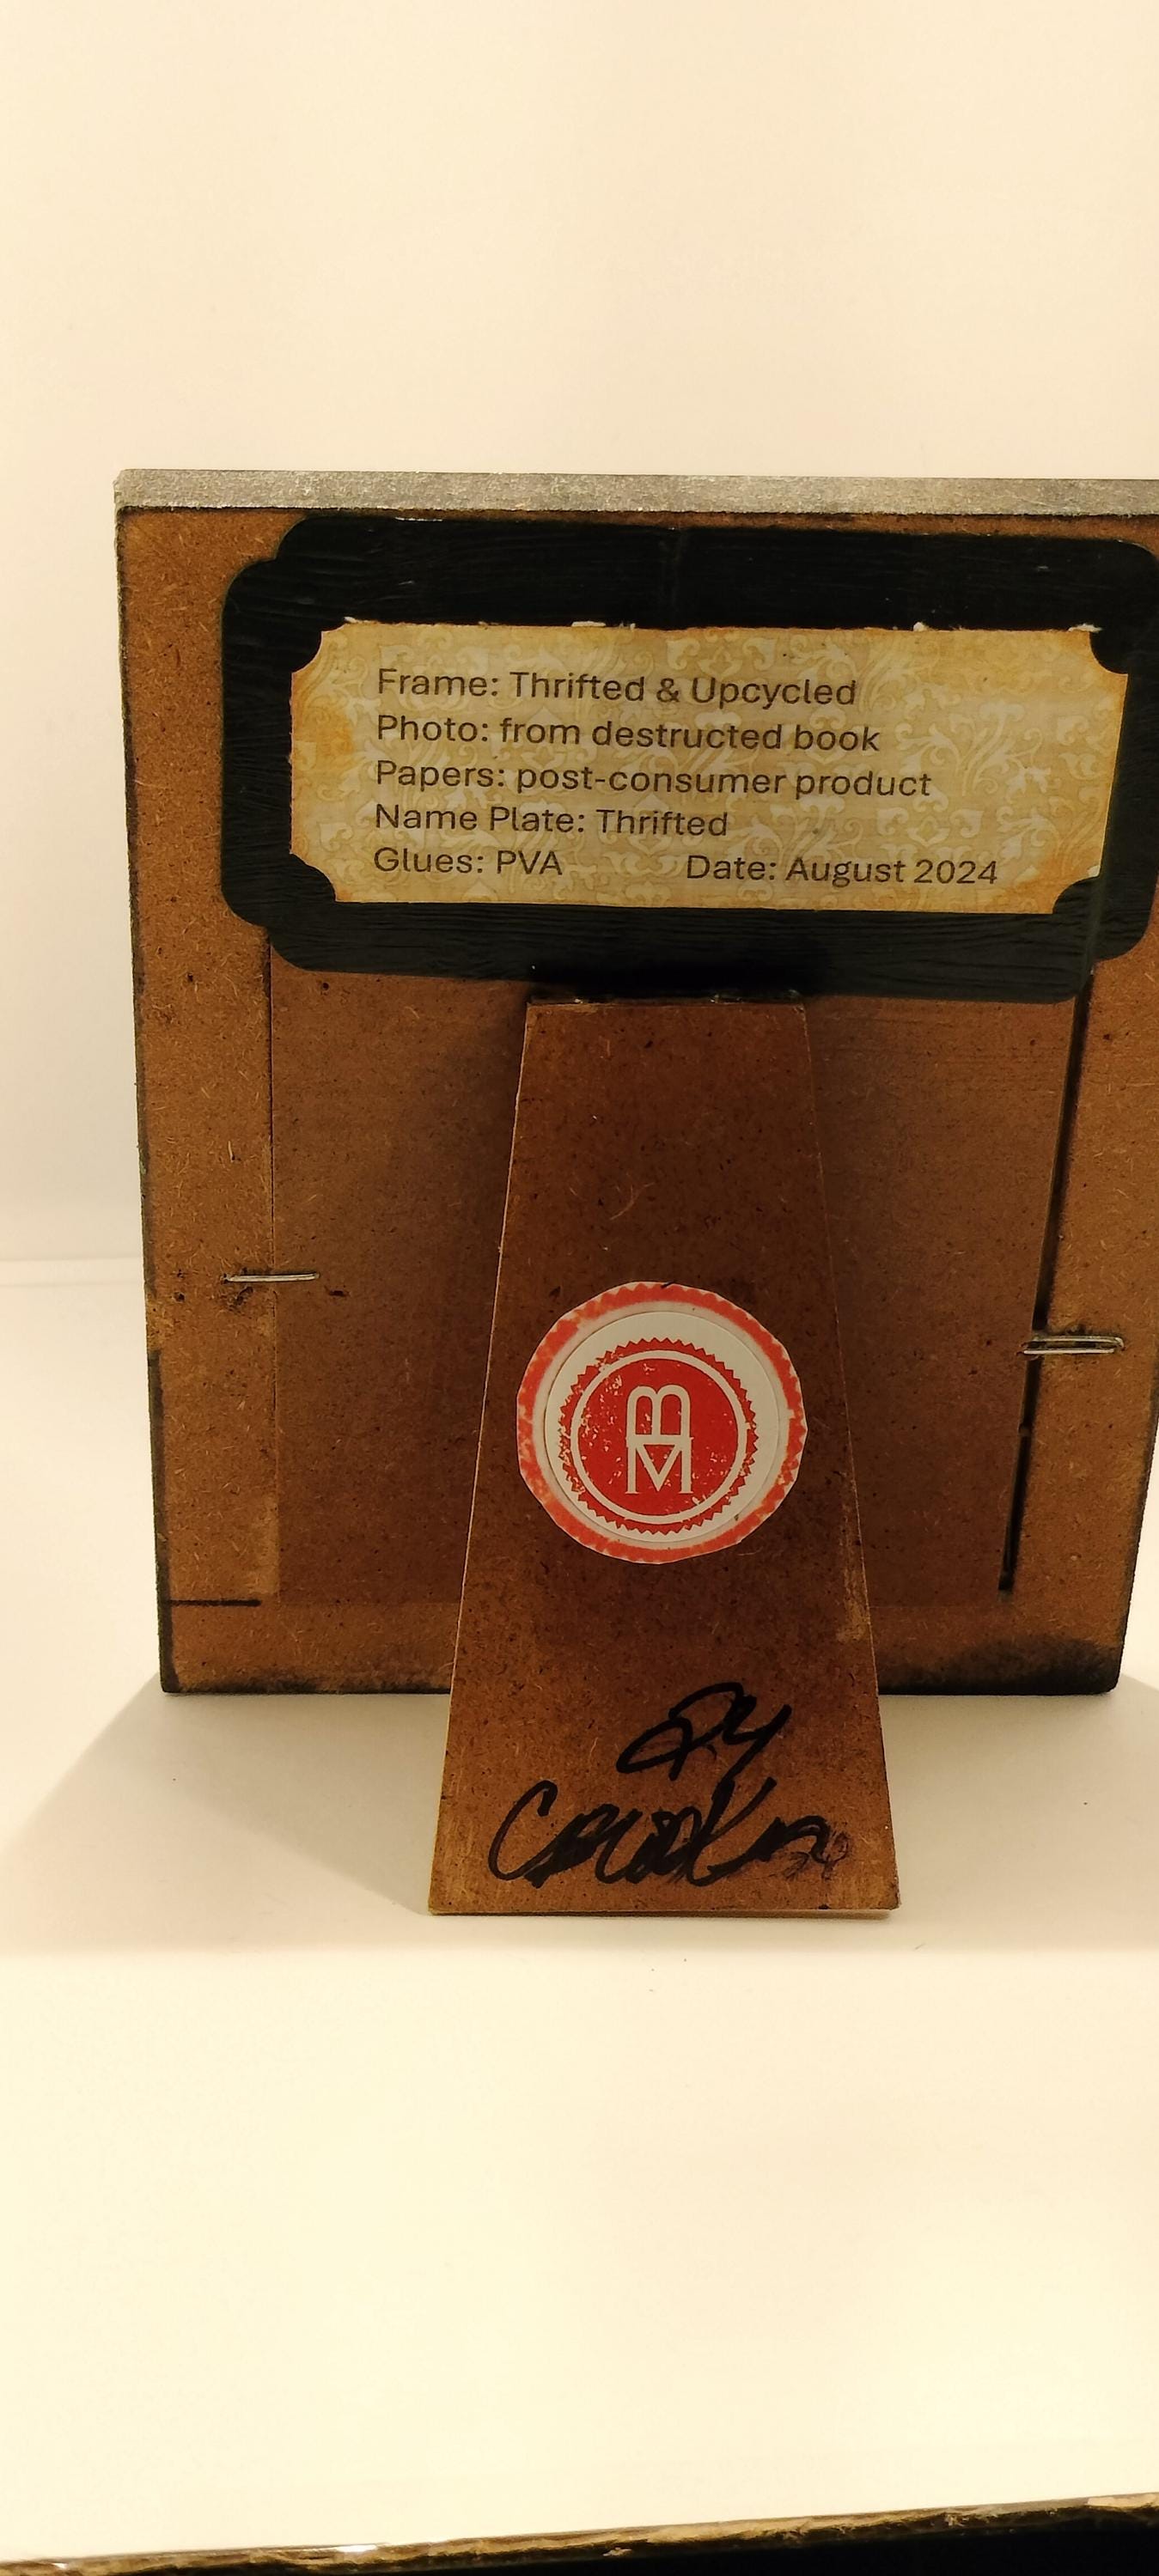 Frame: Thrifted & Upcycled
Photo: from destructed book
Papers: post-consumer product
Name Plate: Thrifted
Glues: PVA Date: August 2024
BM